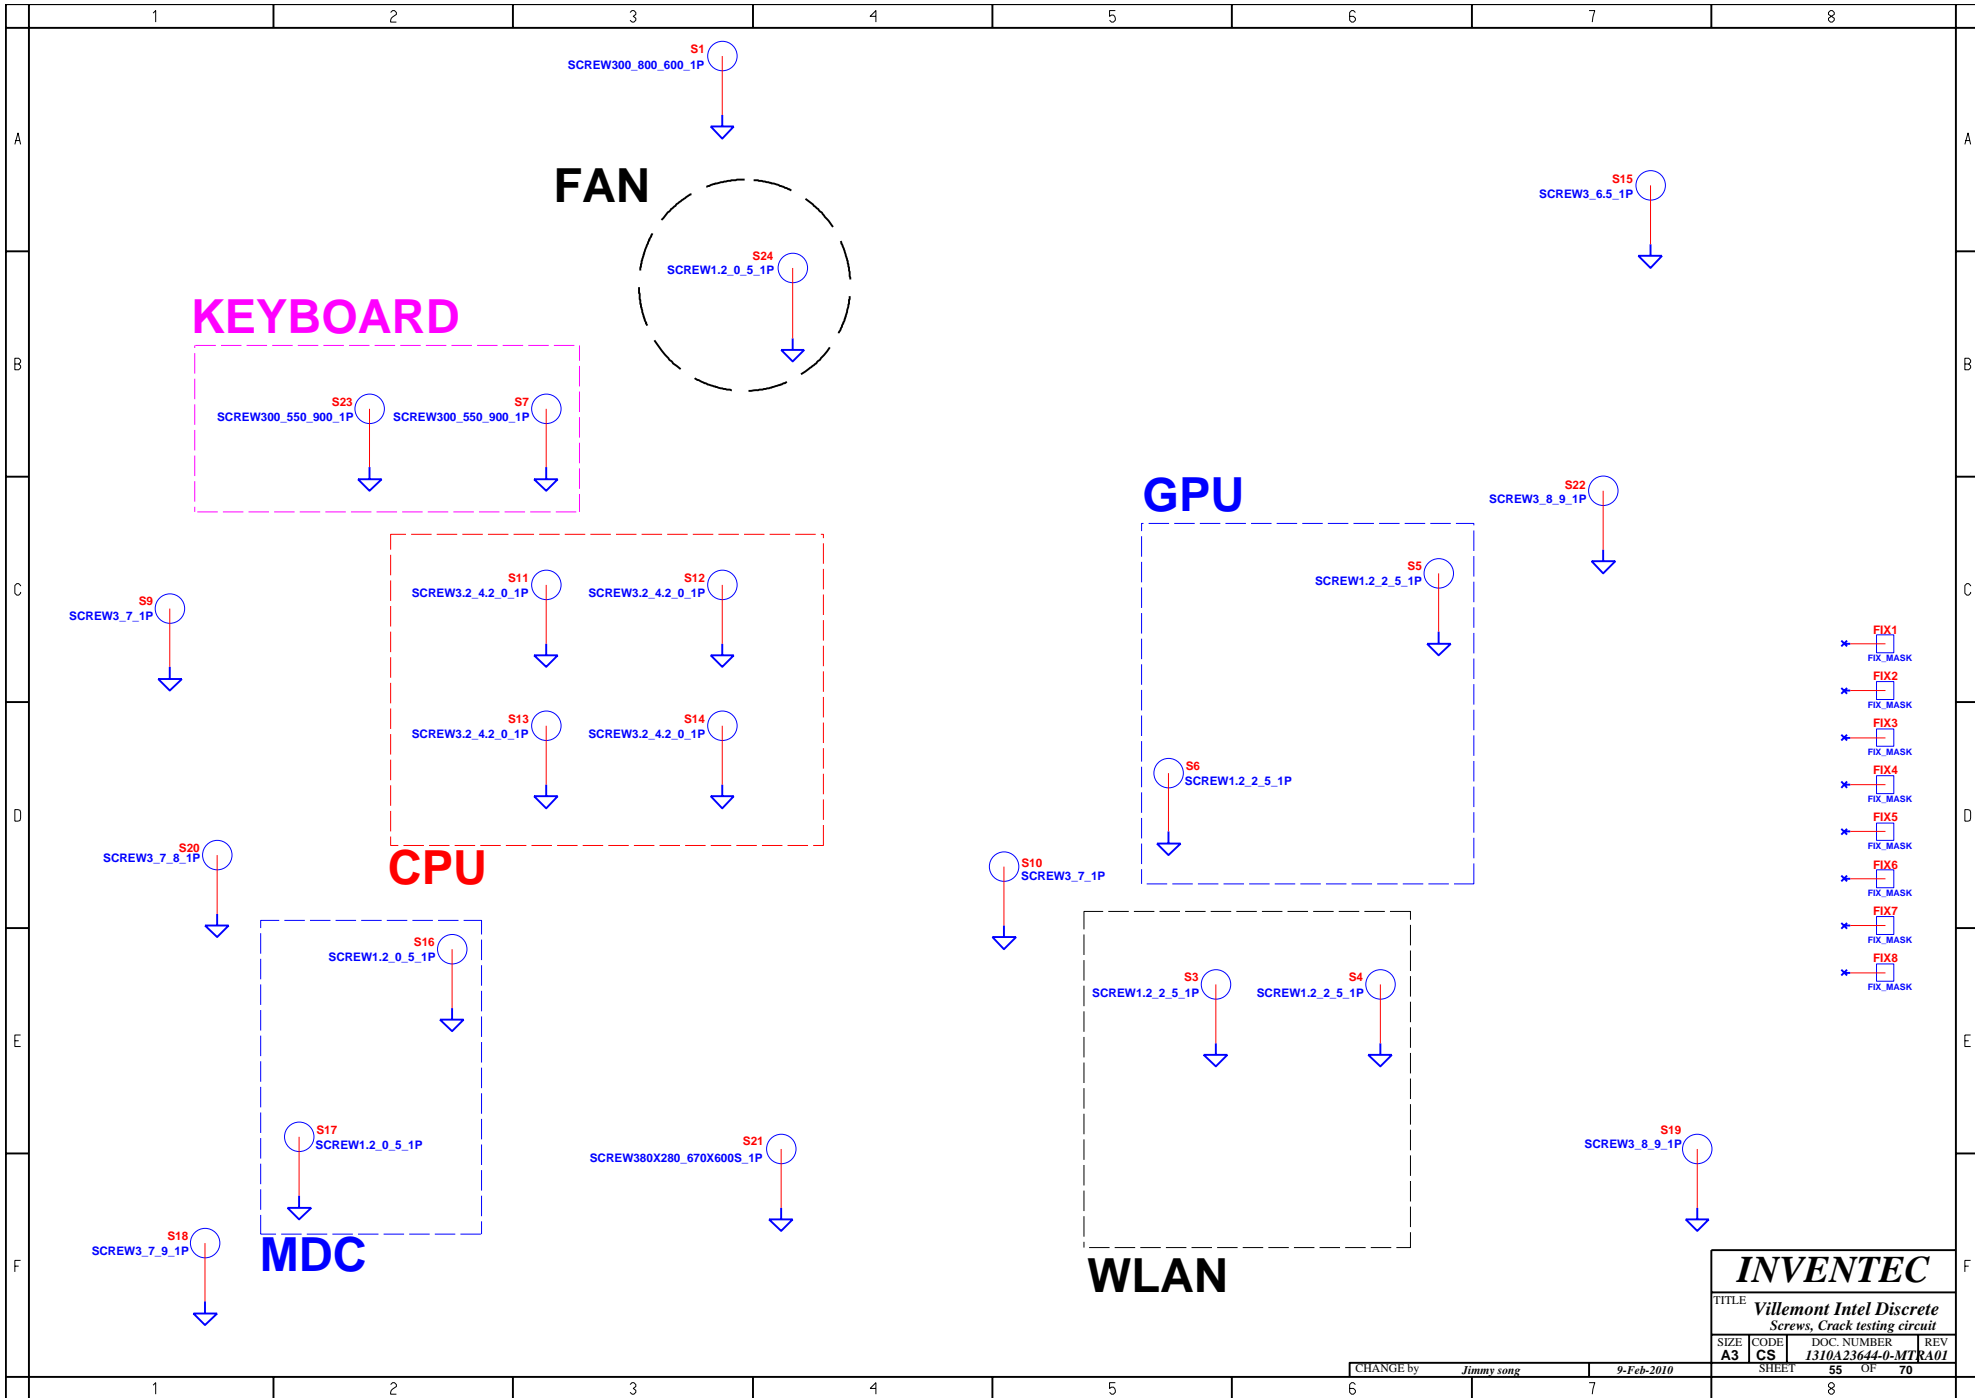 1 2 3 4 5 6 7 8
S1
SCREW300_800_600_1P
A A
FAN
S15
SCREW3_6.5_1P
S24
SCREW1.2_0_5_1P
KEYBOARD
B B
S23
SCREW300_550_900_1P
S7
SCREW300_550_900_1P
GPU
S22
SCREW3_8_9_1P
S11
SCREW3.2_4.2_0_1P
S12
SCREW3.2_4.2_0_1P
S5
SCREW1.2_2_5_1P
C C
S9
SCREW3_7_1P
FIX1
FIX_MASK
FIX2
FIX_MASK
S13
SCREW3.2_4.2_0_1P
S14
SCREW3.2_4.2_0_1P
FIX3
FIX_MASK
S6
SCREW1.2_2_5_1P
FIX4
FIX_MASK
D D
FIX5
FIX_MASK
S20
SCREW3_7_8_1P
CPU
S10
SCREW3_7_1P
FIX6
FIX_MASK
FIX7
FIX_MASK
S16
SCREW1.2_0_5_1P
FIX8
FIX_MASK
S3
SCREW1.2_2_5_1P
S4
SCREW1.2_2_5_1P
E E
S17
SCREW1.2_0_5_1P
S21
SCREW380X280_670X600S_1P
S19
SCREW3_8_9_1P
S18
SCREW3_7_9_1P
MDC
WLAN
F F
INVENTEC
TITLE
Villemont Intel Discrete
Screws, Crack testing circuit
SIZE CODE DOC. NUMBER REV
A3 CS 1310A23644-0-MTRA01
CHANGE by Jimmy song 9-Feb-2010 SHEET 55 OF 70
1 2 3 4 5 6 7 8